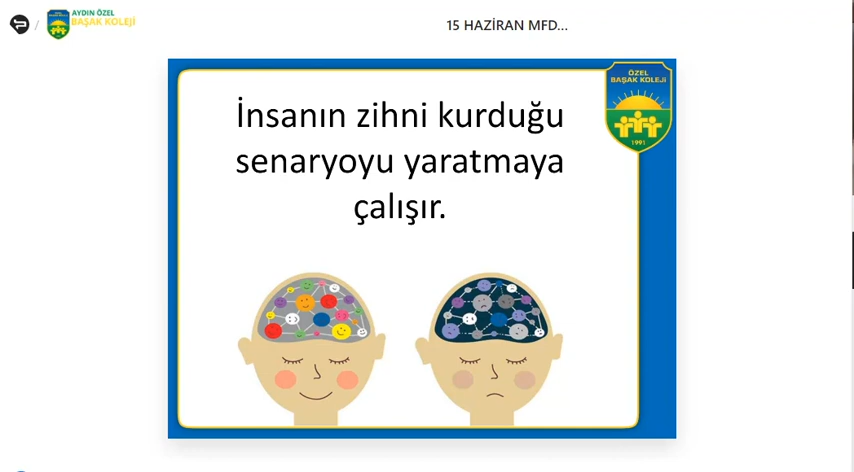 AYDIN ÖZEL
BAŞAK KOLEJİ
15 HAZİRAN MFD...
ÖZEL
BAŞAK KOLEJİ
1991
İnsanın zihni kurduğu
senaryoyu yaratmaya
çalışır.